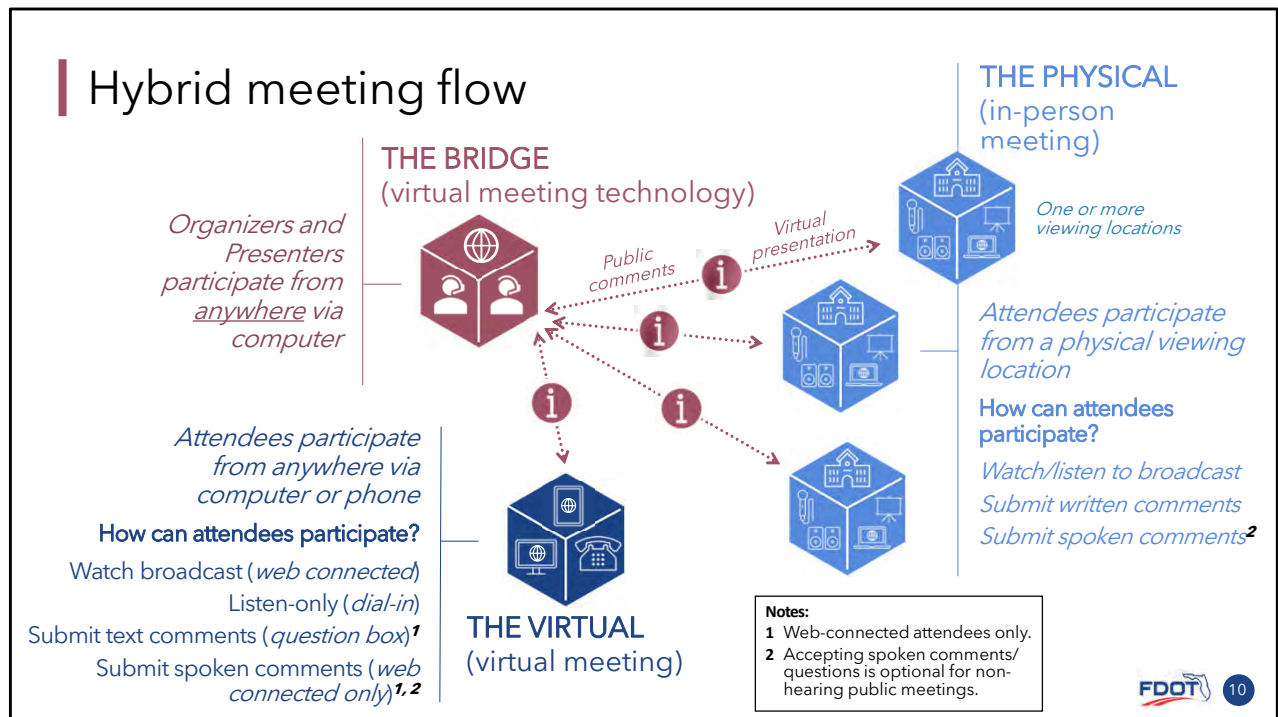 Hybrid meeting flow
THE BRIDGE
(virtual meeting technology)
Organizers and
Presenters
participate from
anywhere via
computer
Public
comments
Virtual
presentation
i
i
i
i
THE PHYSICAL
(in-person
meeting)
One or more
viewing locations
Attendees participate
from a physical viewing
location
How can attendees
participate?
Watch/listen to broadcast
Submit written comments
Submit spoken comments2
Attendees participate
from anywhere via
computer or phone
How can attendees participate?
Watch broadcast (web connected)
Listen-only (dial-in)
Submit text comments (question box)1
Submit spoken comments (web
connected only)1, 2
THE VIRTUAL
(virtual meeting)
Notes:
1 Web-connected attendees only.
2 Accepting spoken comments/
questions is optional for non-
hearing public meetings.
FDOT
10